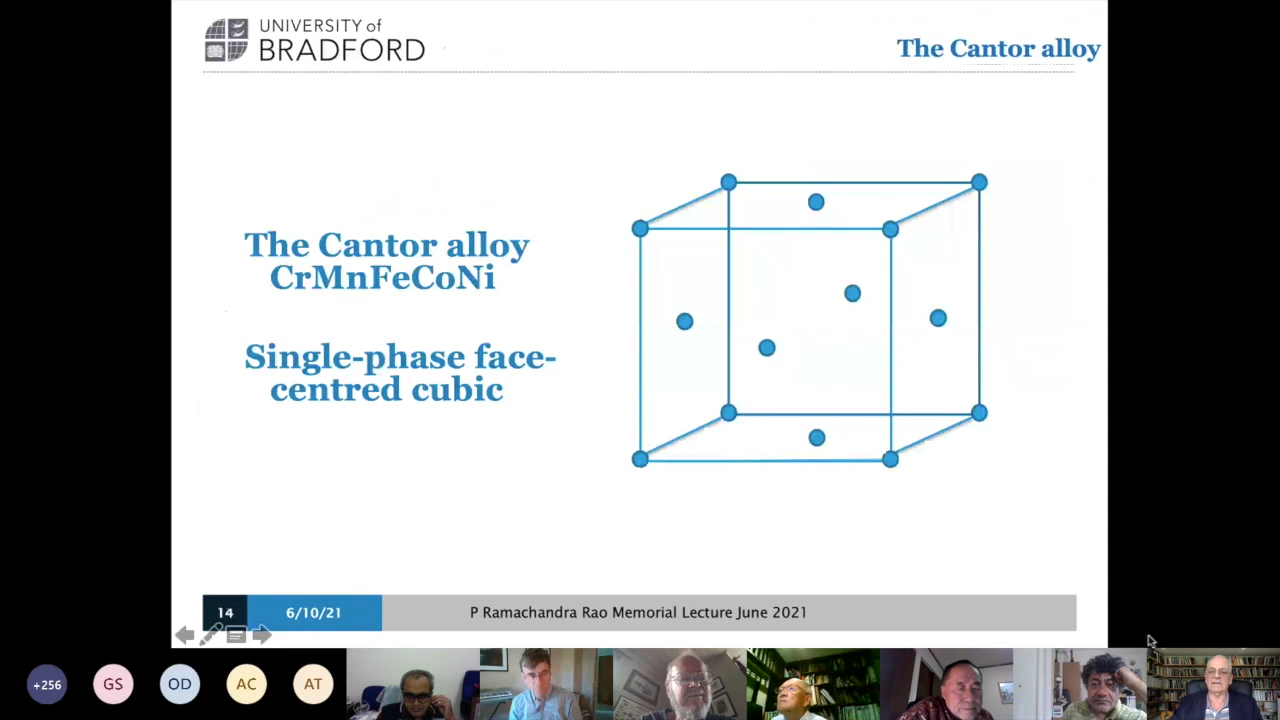 UNIVERSITY of
BRADFORD
The Cantor alloy
The Cantor alloy
CrMnFeCoNi
Single-phase face-
centred cubic
14
6/10/21
P Ramachandra Rao Memorial Lecture June 2021
+256
GS
OD
AC
AT